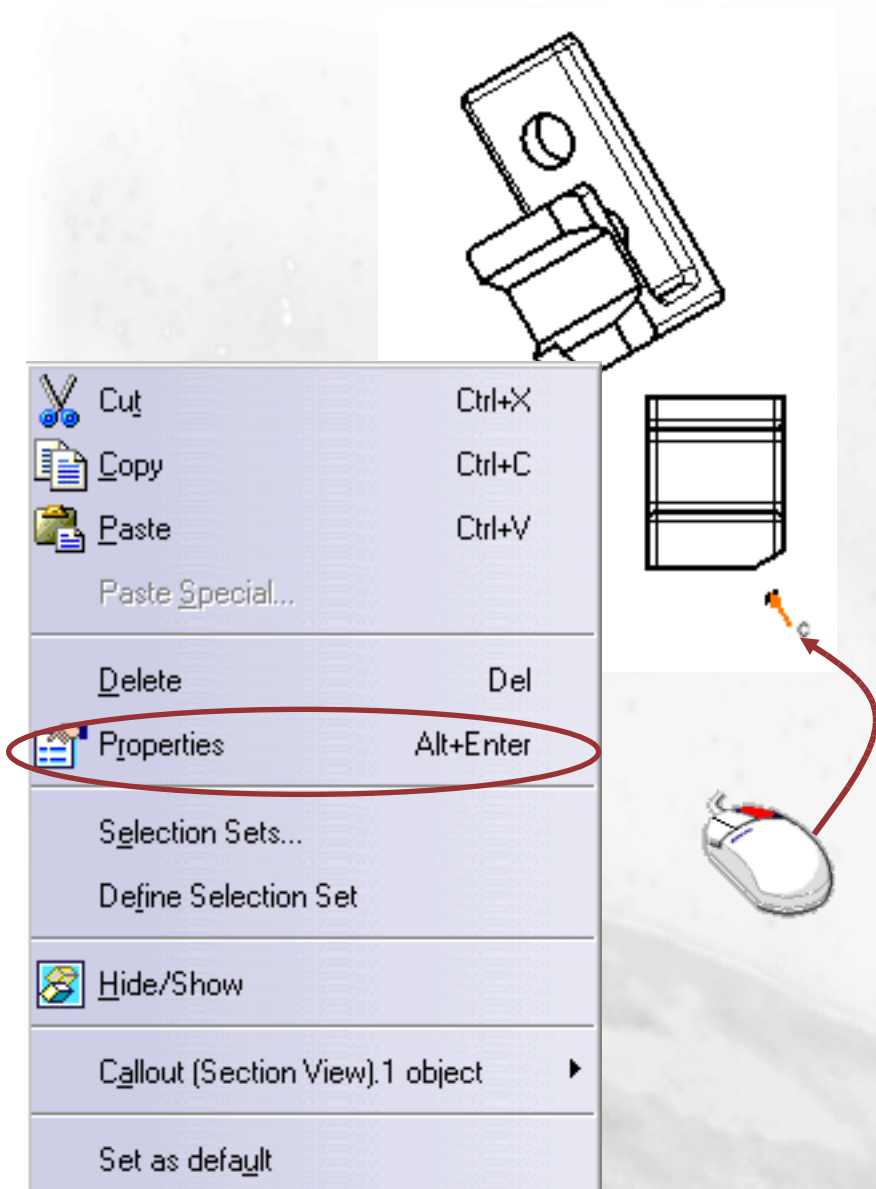 Cut Ctrl+X
Copy Ctrl+C
Paste Ctrl+V
Paste Special...
C
Delete Del
Properties Alt+Enter
Selection Sets...
Define Selection Set
Hide/Show
Callout (Section View).1 object
Set as default